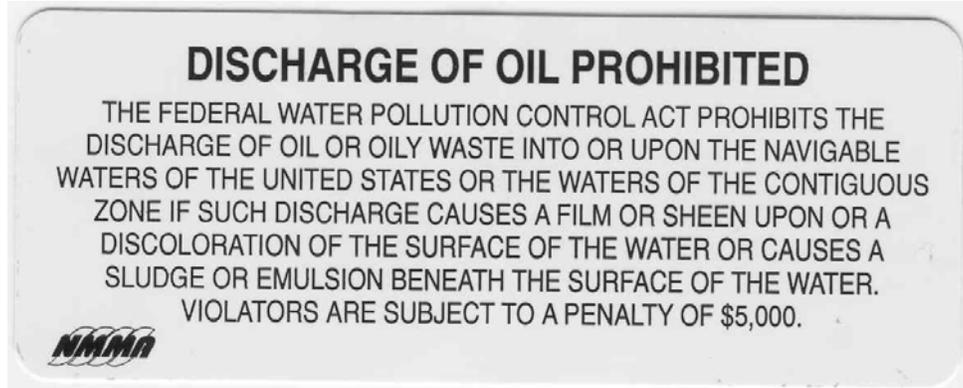 DISCHARGE OF OIL PROHIBITED
THE FEDERAL WATER POLLUTION CONTROL ACT PROHIBITS THE
DISCHARGE OF OIL OR OILY WASTE INTO OR UPON THE NAVIGABLE
WATERS OF THE UNITED STATES OR THE WATERS OF THE CONTIGUOUS
ZONE IF SUCH DISCHARGE CAUSES A FILM OR SHEEN UPON OR A
DISCOLORATION OF THE SURFACE OF THE WATER OR CAUSES A
SLUDGE OR EMULSION BENEATH THE SURFACE OF THE WATER.
VIOLATORS ARE SUBJECT TO A PENALTY OF $5,000.
NMMA